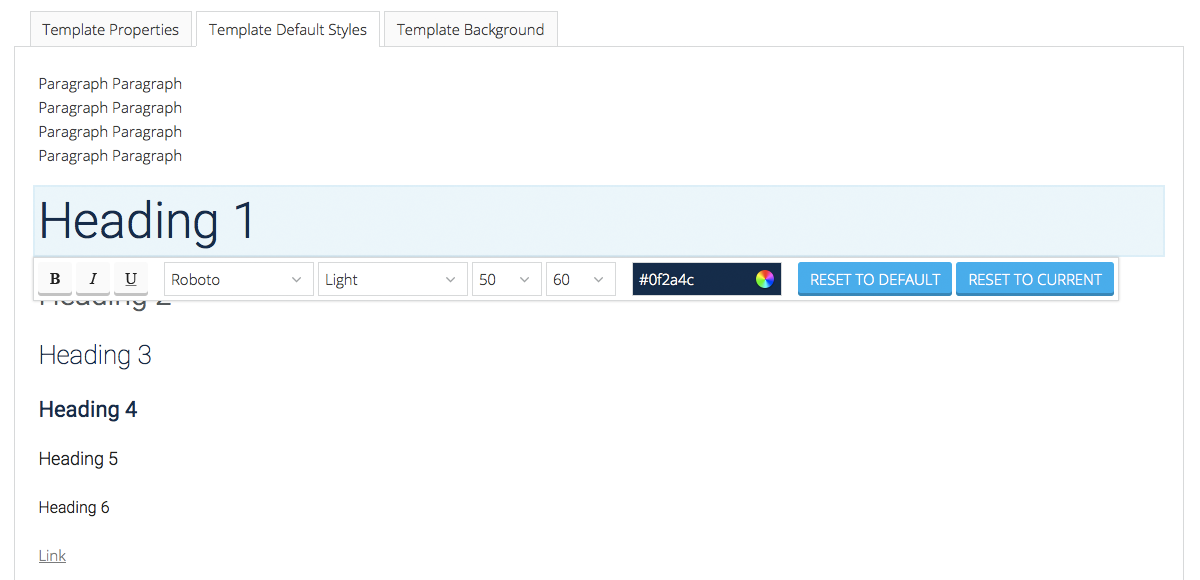 Template Properties Template Default Styles Template Background
Paragraph Paragraph
Paragraph Paragraph
Paragraph Paragraph
Paragraph Paragraph
Heading 1
B I U Roboto Light 50 60 #0f2a4c RESET TO DEFAULT RESET TO CURRENT
Heading 2
Heading 3
Heading 4
Heading 5
Heading 6
Link